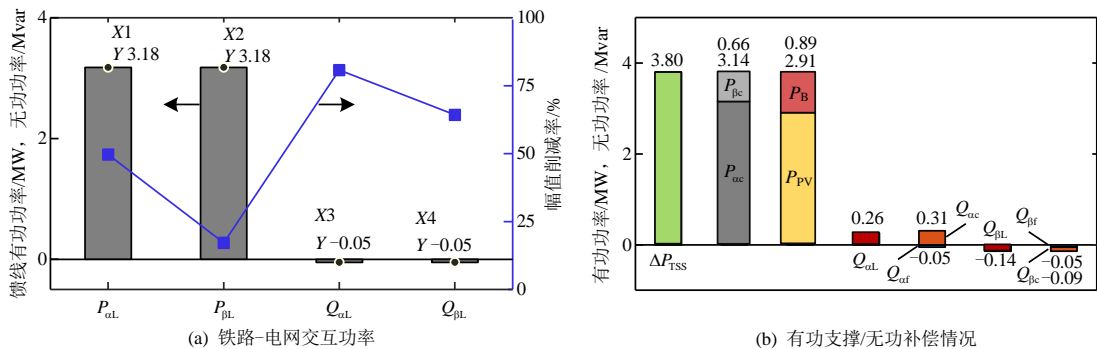 馈线有功功率/MW，无功功率/Mvar
4
2
0
X1
Y 3.18
X2
Y 3.18
X3
Y −0.05
X4
Y −0.05
100
75
50
25
0
幅值削减率/%
PαL
PβL
QαL
QβL
(a) 铁路−电网交互功率
有功功率/MW，无功功率/Mvar
4
2
0
3.80
0.66
3.14
0.89
2.91
Pβc
PB
Pαc
PPV
ΔPTSS
0.26
QαL
0.31
Qαc
−0.05
Qαf
QβL
−0.14
Qβf
−0.05
Qβc
−0.09
(b) 有功支撑/无功补偿情况